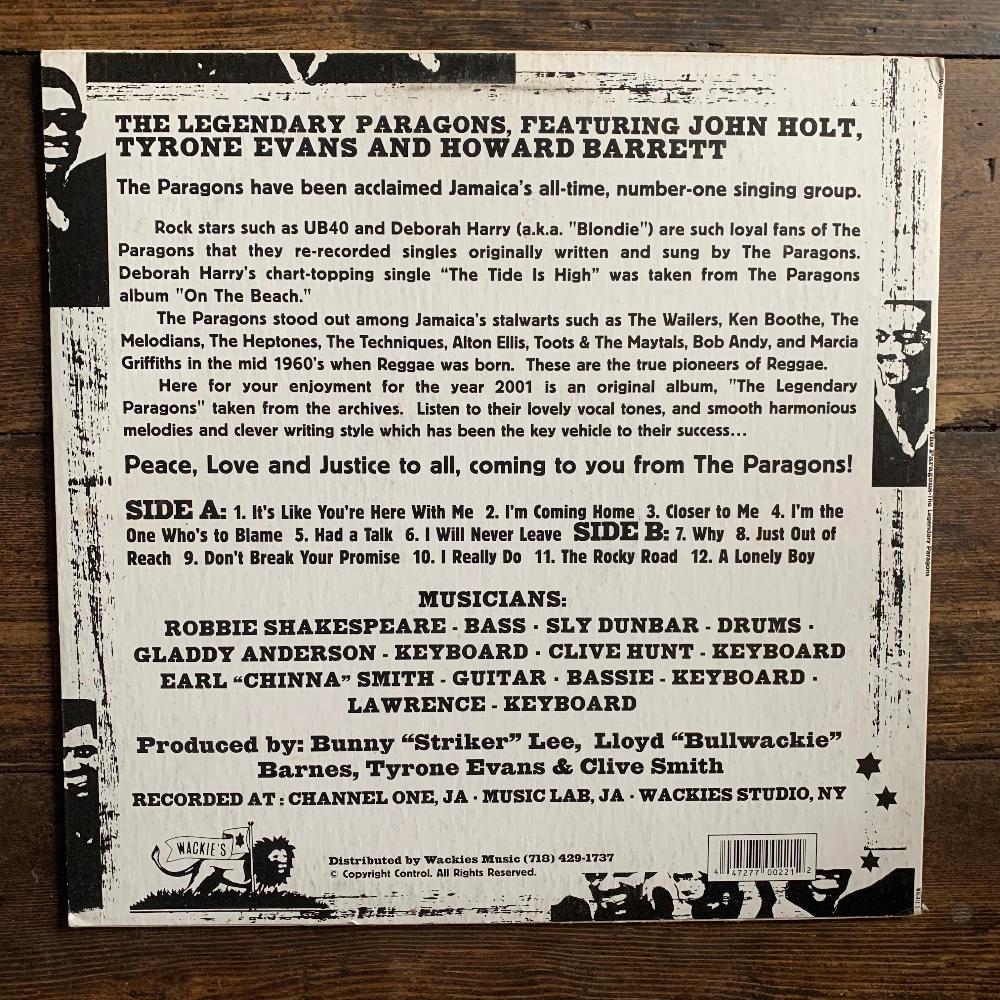 THE LEGENDARY PARAGONS, FEATURING JOHN HOLT,
TYRONE EVANS AND HOWARD BARRETT
The Paragons have been acclaimed Jamaica's all-time, number-one singing group.
Rock stars such as UB40 and Deborah Harry (a.k.a. "Blondie") are such loyal fans of The
Paragons that they re-recorded singles originally written and sung by The Paragons.
Deborah Harry's chart-topping single “The Tide Is High” was taken from The Paragons
album "On The Beach."
The Paragons stood out among Jamaica's stalwarts such as The Wailers, Ken Boothe, The
Melodians, The Heptones, The Techniques, Alton Ellis, Toots & The Maytals, Bob Andy, and Marcia
Griffiths in the mid 1960's when Reggae was born. These are the true pioneers of Reggae.
Here for your enjoyment for the year 2001 is an original album, "The Legendary
Paragons" taken from the archives. Listen to their lovely vocal tones, and smooth harmonious
melodies and clever writing style which has been the key vehicle to their success...
Peace, Love and Justice to all, coming to you from The Paragons!
SIDE A: 1. It's Like You're Here With Me 2. I'm Coming Home 3. Closer to Me 4. I'm the
One Who's to Blame 5. Had a Talk 6. I Will Never Leave SIDE B: 7. Why 8. Just Out of
Reach 9. Don't Break Your Promise 10. I Really Do 11. The Rocky Road 12. A Lonely Boy
MUSICIANS:
ROBBIE SHAKESPEARE - BASS · SLY DUNBAR - DRUMS ·
GLADDY ANDERSON - KEYBOARD · CLIVE HUNT - KEYBOARD
EARL “CHINNA” SMITH - GUITAR · BASSIE - KEYBOARD ·
LAWRENCE - KEYBOARD
Produced by: Bunny “Striker” Lee, Lloyd “Bullwackie”
Barnes, Tyrone Evans & Clive Smith
RECORDED AT: CHANNEL ONE, JA · MUSIC LAB, JA · WACKIES STUDIO, NY
WACKIE'S
Distributed by Wackies Music (718) 429-1737
© Copyright Control. All Rights Reserved.
4 47277 00221 2
The Paragons-The Legendary Paragons